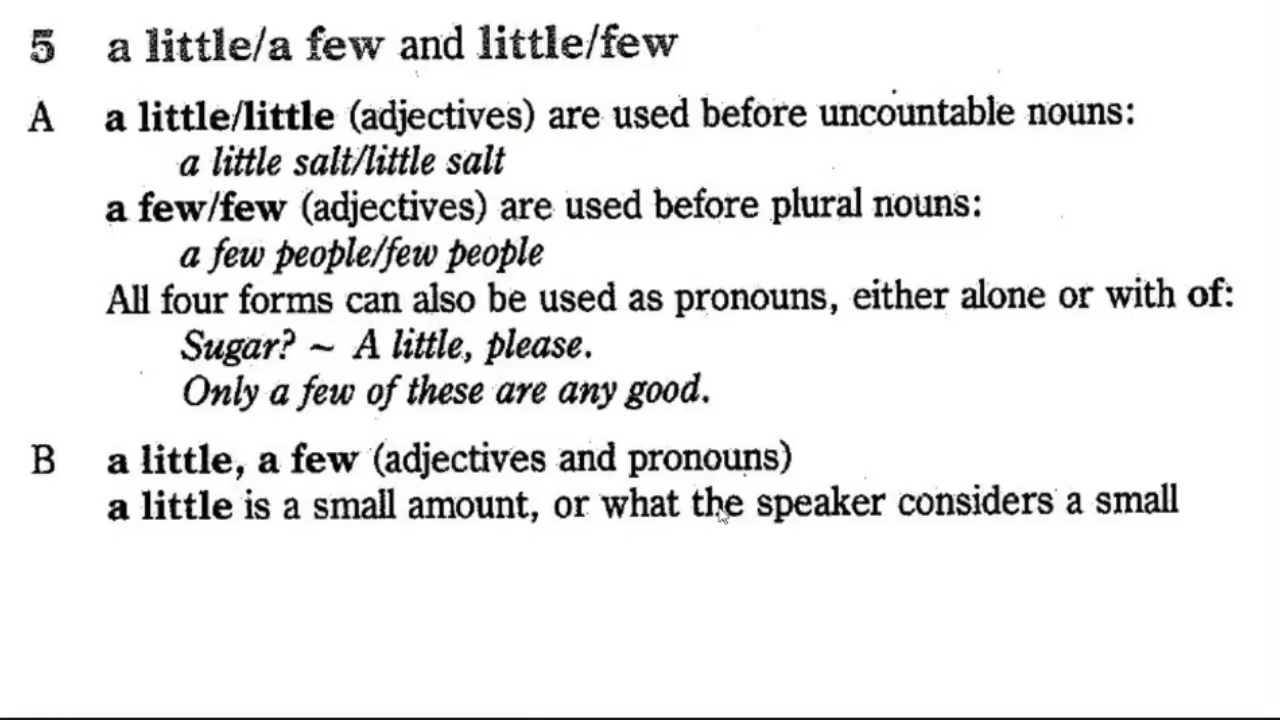 5 a little/a few and little/few
A a little/little (adjectives) are used before uncountable nouns:
a little salt/little salt
a few/few (adjectives) are used before plural nouns:
a few people/few people
All four forms can also be used as pronouns, either alone or with of:
Sugar? ~ A little, please.
Only a few of these are any good.
B a little, a few (adjectives and pronouns)
a little is a small amount, or what the speaker considers a small